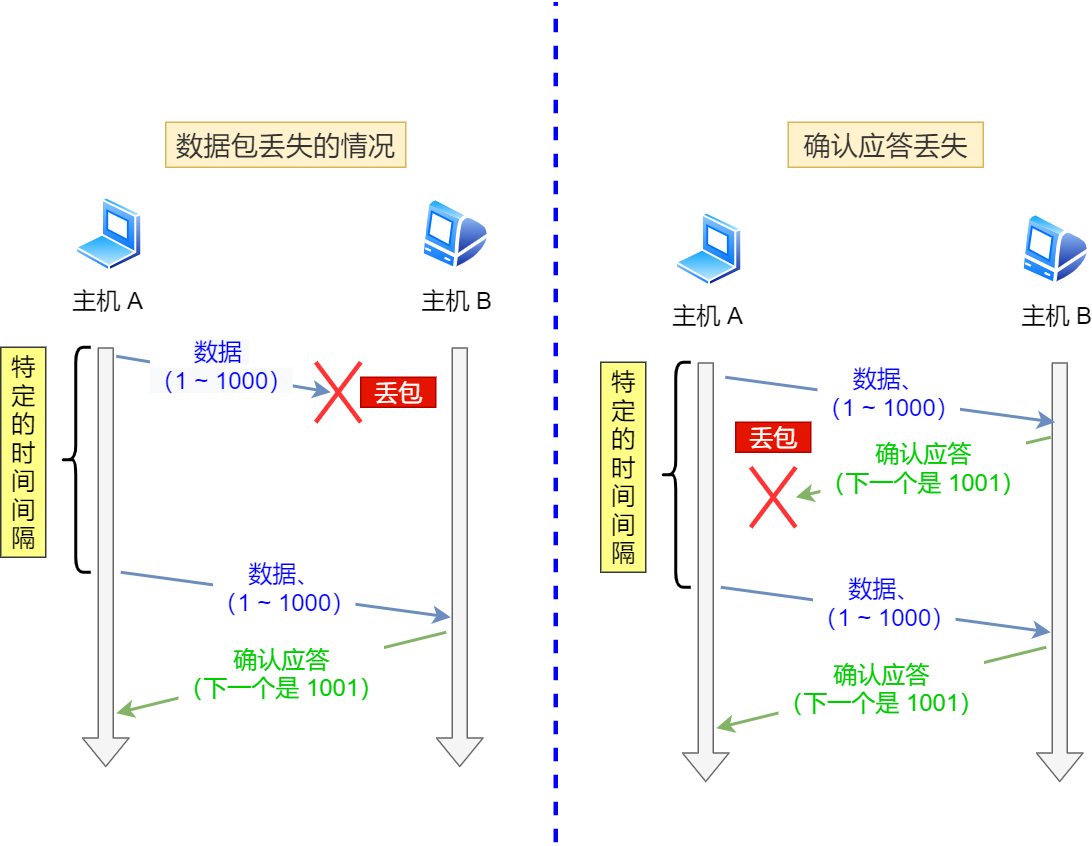 数据包丢失的情况
主机 A
主机 B
特定的时间间隔
数据
（1 ~ 1000）
丢包
数据、
（1 ~ 1000）
确认应答
（下一个是 1001）
确认应答丢失
主机 A
主机 B
特定的时间间隔
数据、
（1 ~ 1000）
丢包
确认应答
（下一个是 1001）
数据、
（1 ~ 1000）
确认应答
（下一个是 1001）